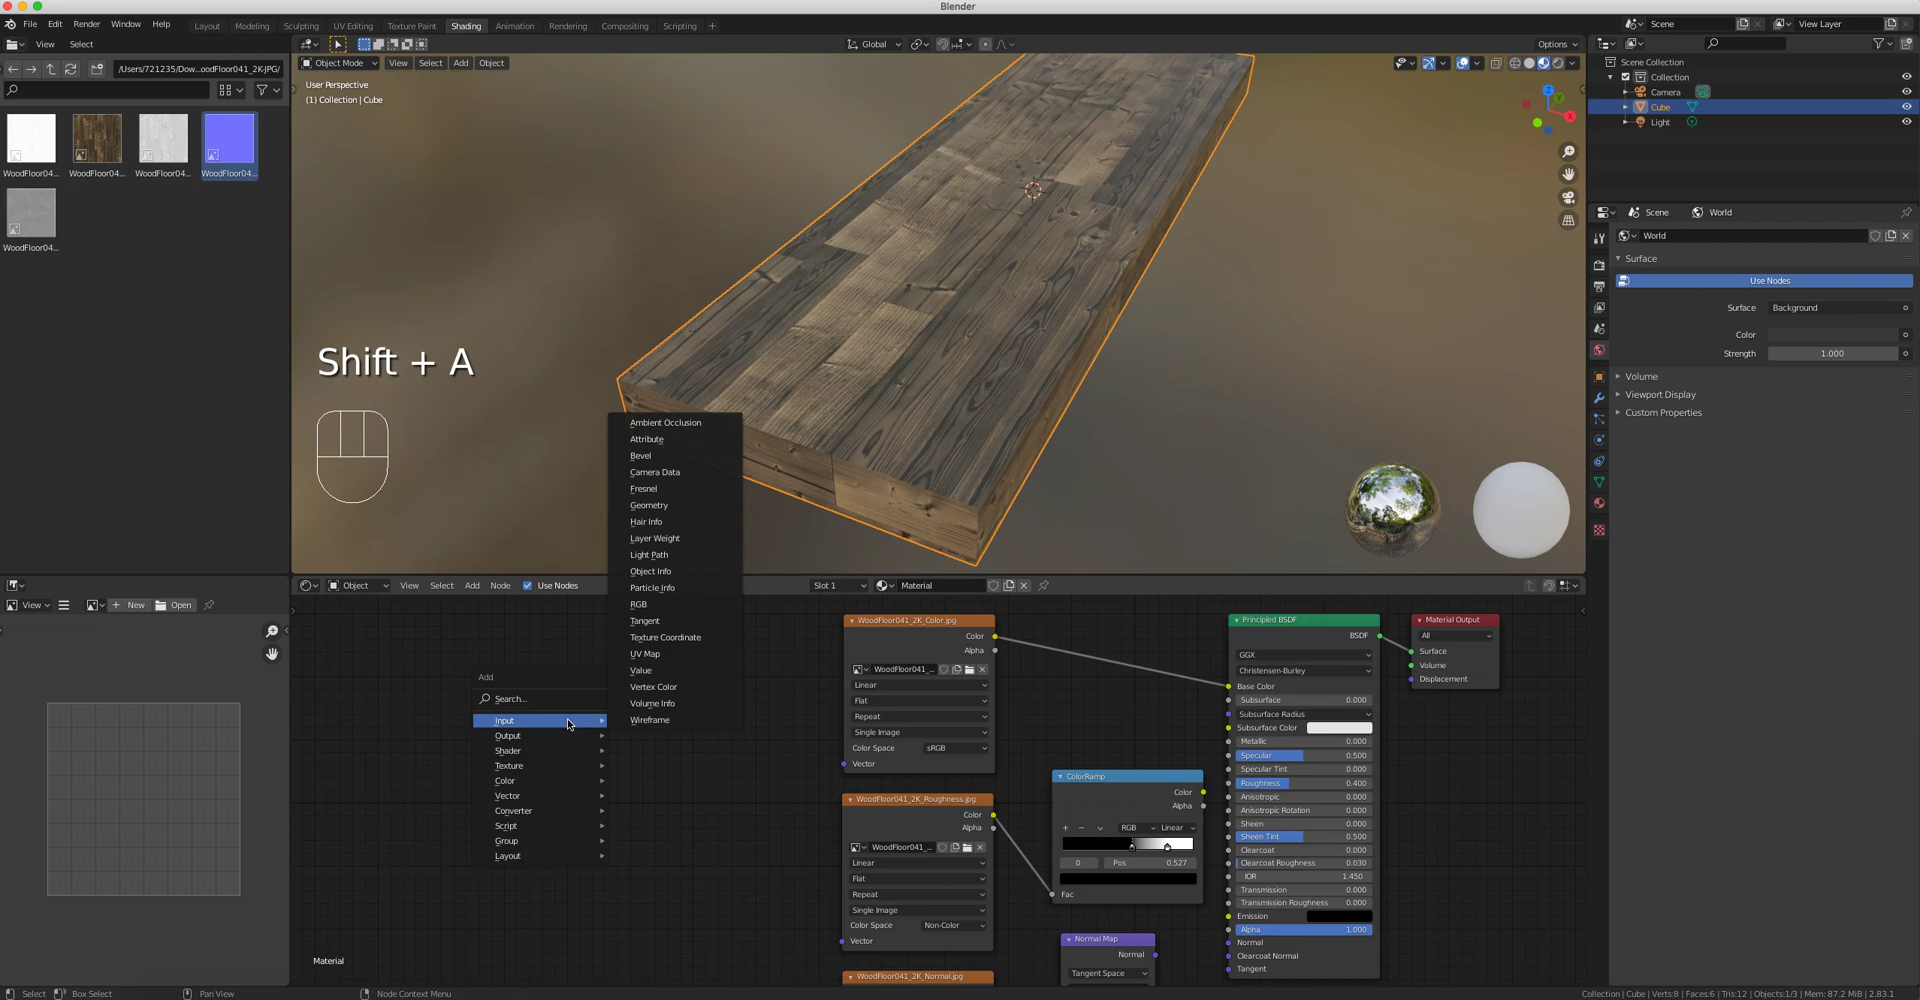 Blender
File Edit Render Window Help
Layout Modeling Sculpting UV Editing Texture Paint Shading Animation Rendering Compositing Scripting +
Scene
View Layer
View Select
Global
Options
/Users/721235/Dow...oodFloor041_2K-JPG/
Object Mode View Select Add Object
User Perspective
(1) Collection | Cube
WoodFloor04... WoodFloor04... WoodFloor04... WoodFloor04...
WoodFloor04...
Scene Collection
Collection
Camera
Cube
Light
Z
Y
X
Scene World
World
Surface
Use Nodes
Surface Background
Color
Strength 1.000
Volume
Viewport Display
Custom Properties
Shift + A
Ambient Occlusion
Attribute
Bevel
Camera Data
Fresnel
Geometry
Hair Info
Layer Weight
Light Path
Object Info
Particle Info
RGB
Tangent
Texture Coordinate
UV Map
Value
Vertex Color
Volume Info
Wireframe
Add
Search...
Input
Output
Shader
Texture
Color
Vector
Converter
Script
Group
Layout
View
New Open
Object View Select Add Node Use Nodes
Slot 1
Material
WoodFloor041_2K_Color.jpg
Color
Alpha
WoodFloor041_...
Linear
Flat
Repeat
Single Image
Color Space sRGB
Vector
WoodFloor041_2K_Roughness.jpg
Color
Alpha
WoodFloor041_...
Linear
Flat
Repeat
Single Image
Color Space Non-Color
Vector
WoodFloor041_2K_Normal.jpg
ColorRamp
Color
Alpha
+ − RGB Linear
0 Pos 0.527
Fac
Normal Map
Normal
Tangent Space
Principled BSDF
BSDF
GGX
Christensen-Burley
Base Color
Subsurface 0.000
Subsurface Radius
Subsurface Color
Metallic 0.000
Specular 0.500
Specular Tint 0.000
Roughness 0.400
Anisotropic 0.000
Anisotropic Rotation 0.000
Sheen 0.000
Sheen Tint 0.500
Clearcoat 0.000
Clearcoat Roughness 0.030
IOR 1.450
Transmission 0.000
Transmission Roughness 0.000
Emission
Alpha 1.000
Normal
Clearcoat Normal
Tangent
Material Output
All
Surface
Volume
Displacement
Material
Select Box Select Pan View Node Context Menu
Collection | Cube | Verts:8 | Faces:6 | Tris:12 | Objects:1/3 | Mem: 87.2 MiB | 2.83.1